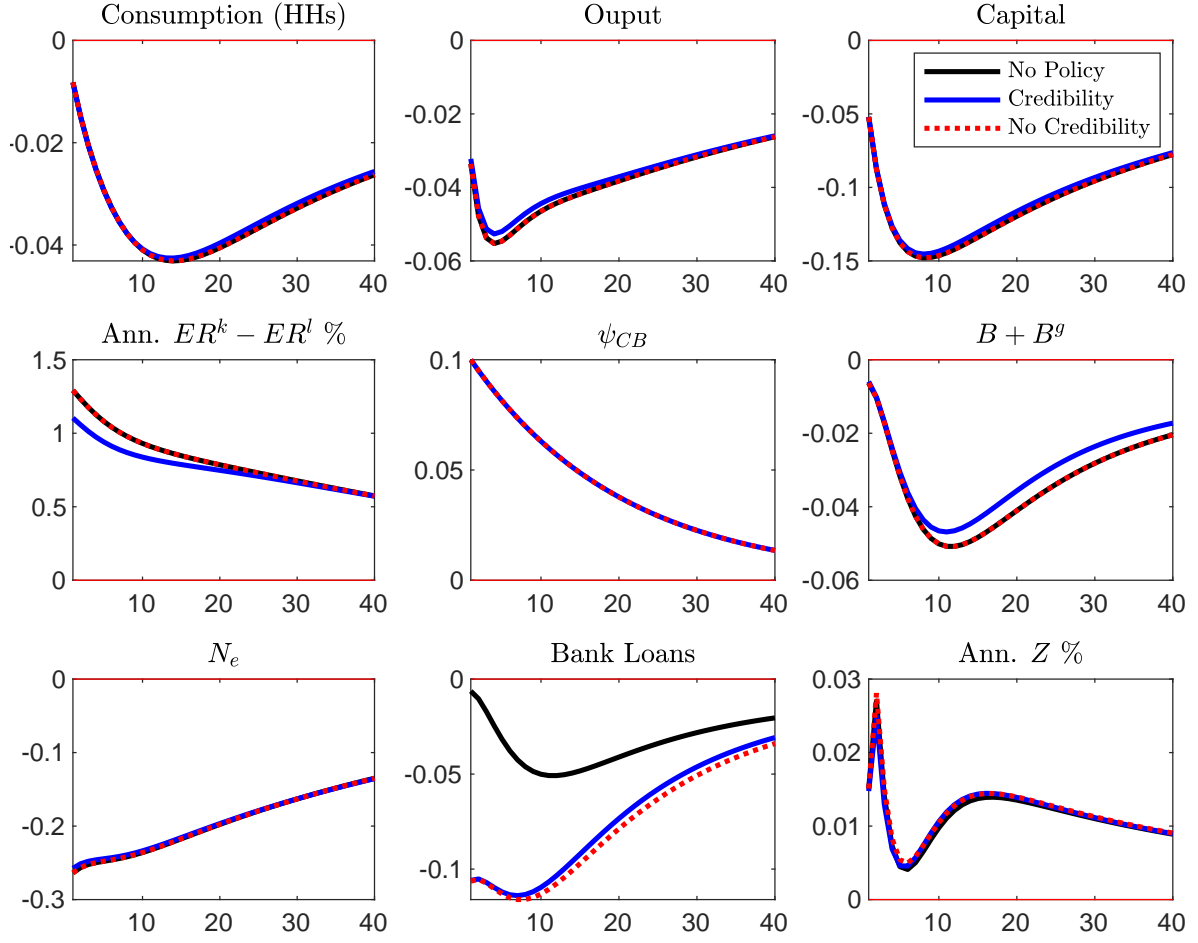 Consumption (HHs)
0
-0.02
-0.04
10 20 30 40
Ouput
0
-0.02
-0.04
-0.06
10 20 30 40
Capital
0
-0.05
-0.1
-0.15
10 20 30 40
No Policy
Credibility
No Credibility
Ann. ER^k − ER^l %
1.5
1
0.5
0
10 20 30 40
ψ_CB
0.1
0.05
0
10 20 30 40
B + B^g
0
-0.02
-0.04
-0.06
10 20 30 40
N_e
0
-0.1
-0.2
-0.3
10 20 30 40
Bank Loans
0
-0.05
-0.1
10 20 30 40
Ann. Z %
0.03
0.02
0.01
0
10 20 30 40